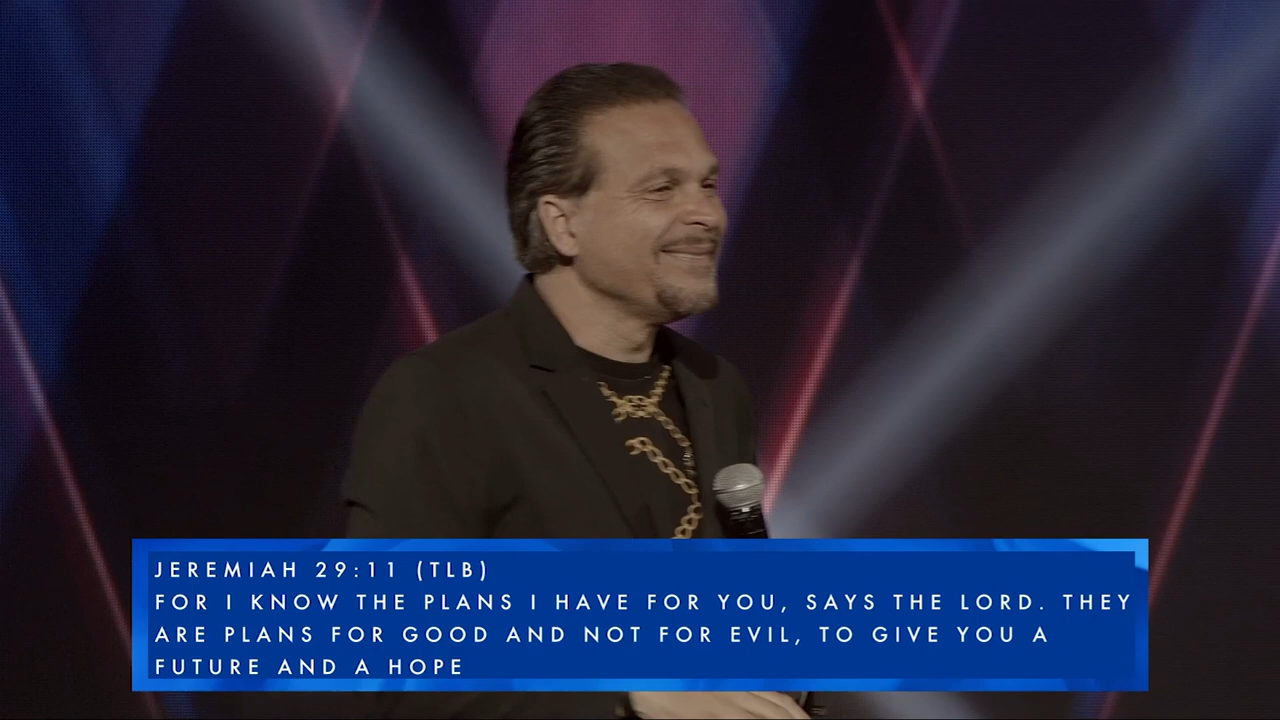 JEREMIAH 29:11 (TLB)
FOR I KNOW THE PLANS I HAVE FOR YOU, SAYS THE LORD. THEY
ARE PLANS FOR GOOD AND NOT FOR EVIL, TO GIVE YOU A
FUTURE AND A HOPE